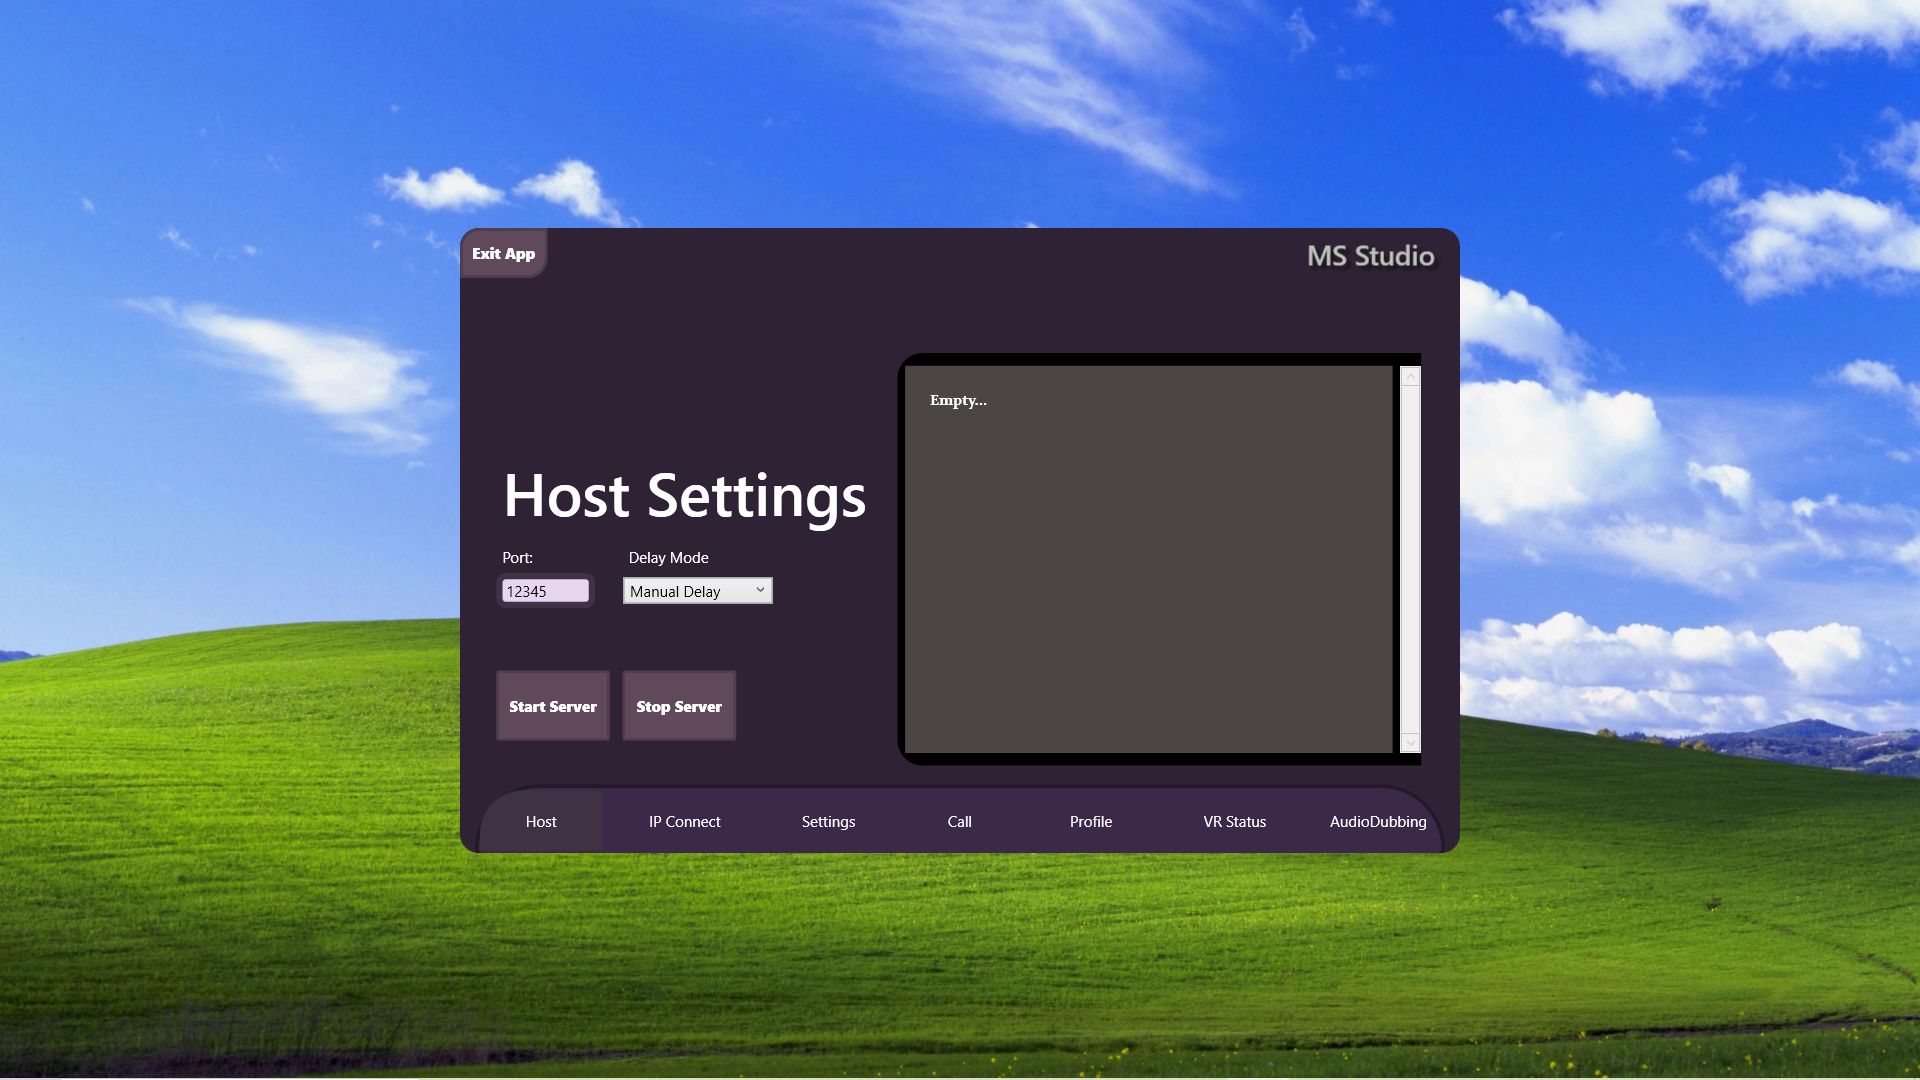 Exit App
MS Studio
Empty...
Host Settings
Port:
Delay Mode
12345
Manual Delay
Start Server
Stop Server
Host
IP Connect
Settings
Call
Profile
VR Status
AudioDubbing